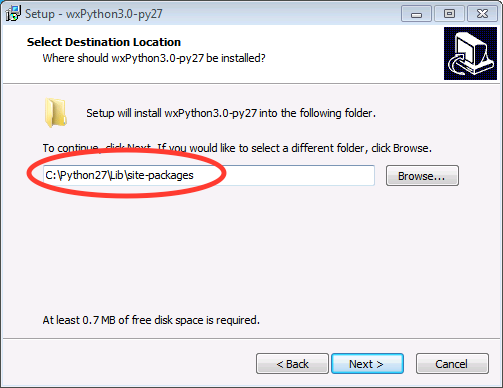 Setup - wxPython3.0-py27
Select Destination Location
Where should wxPython3.0-py27 be installed?
Setup will install wxPython3.0-py27 into the following folder.
To continue, click Next. If you would like to select a different folder, click Browse.
C:\Python27\Lib\site-packages
Browse...
At least 0.7 MB of free disk space is required.
< Back
Next >
Cancel